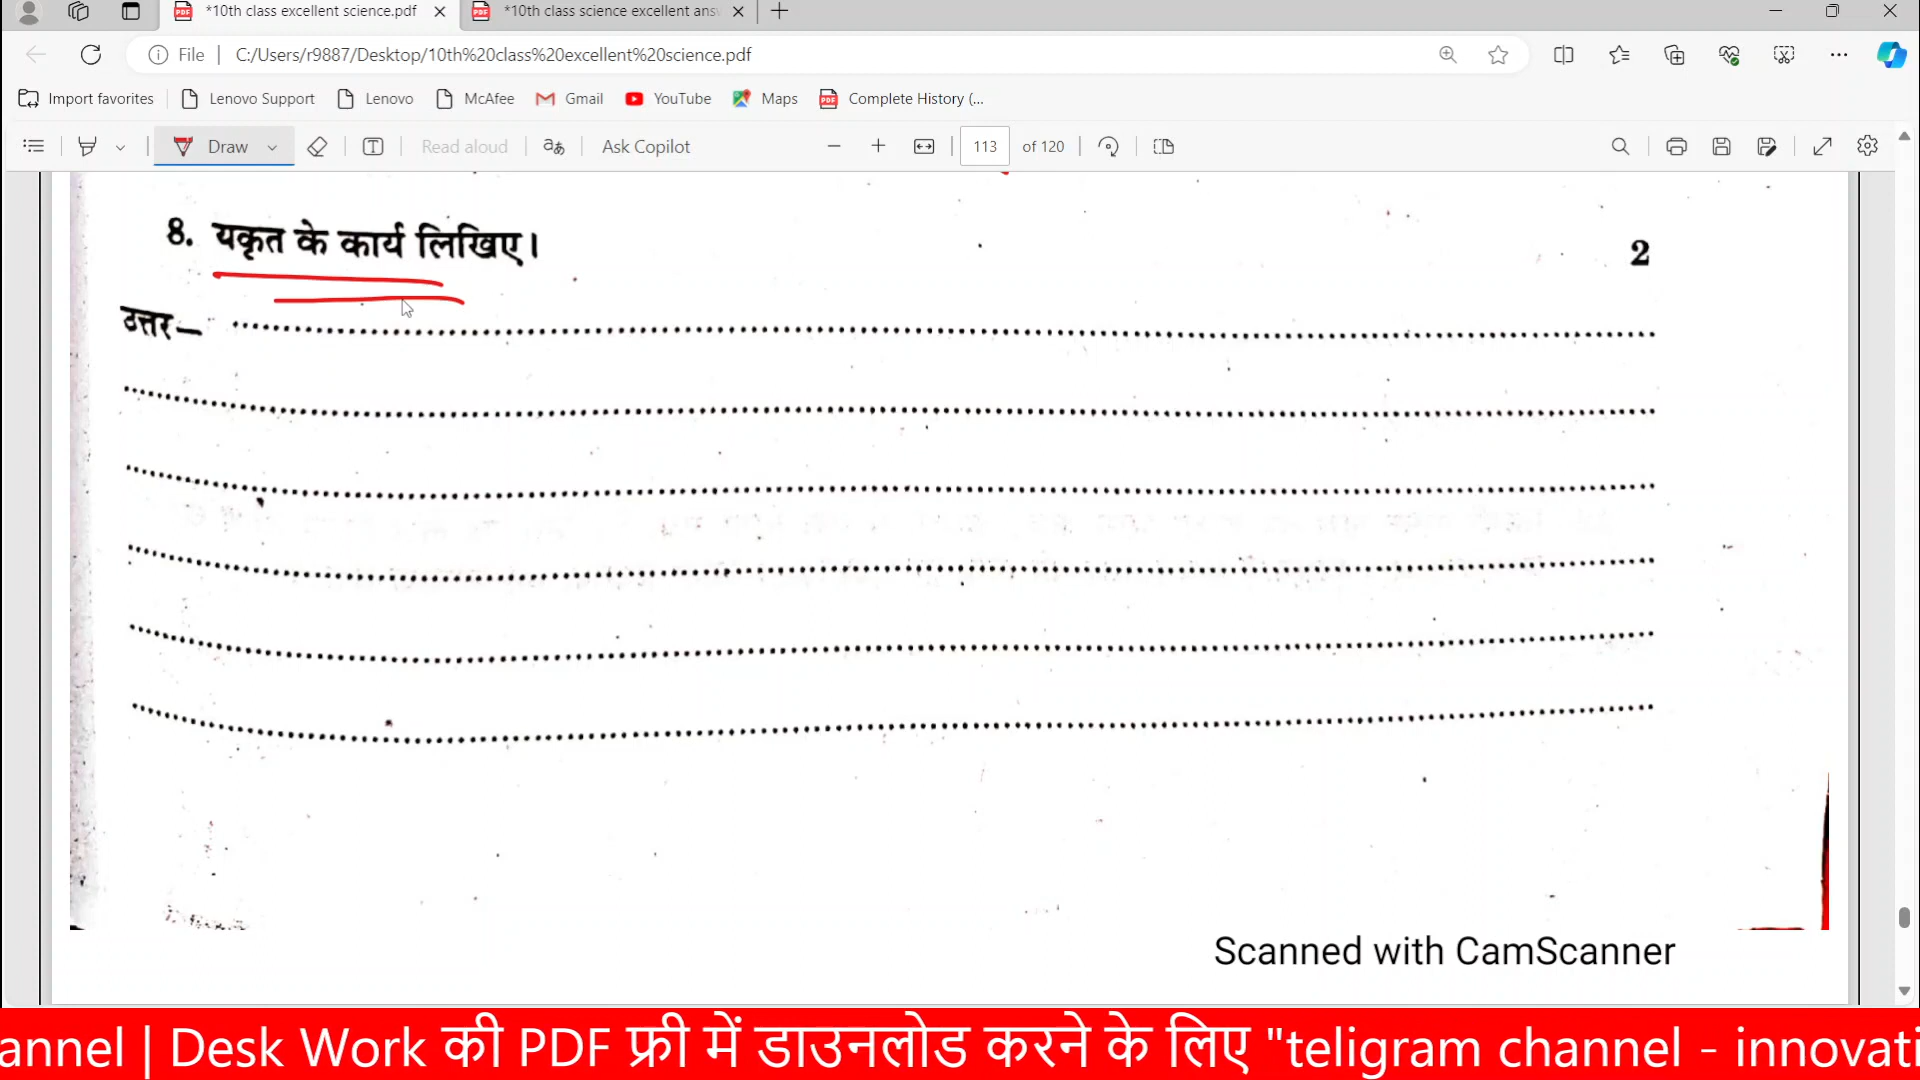 *10th class excellent science.pdf
*10th class science excellent ans
File
C:/Users/r9887/Desktop/10th%20class%20excellent%20science.pdf
Import favorites
Lenovo Support
Lenovo
McAfee
Gmail
YouTube
Maps
Complete History (...
Draw
Read aloud
Ask Copilot
113 of 120
8. यकृत के कार्य लिखिए। 2
उत्तर—
Scanned with CamScanner
annel | Desk Work की PDF फ्री में डाउनलोड करने के लिए "teligram channel - innovati